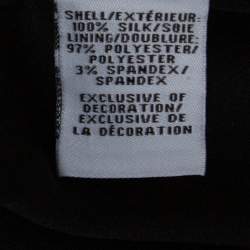 SHELL/EXTÉRIEUR:
100% SILK/SOIE
LINING/DOUBLURE:
97% POLYESTER/
POLYESTER
3% SPANDEX/
SPANDEX
EXCLUSIVE OF
DECORATION/
EXCLUSIVE DE
LA DÉCORATION